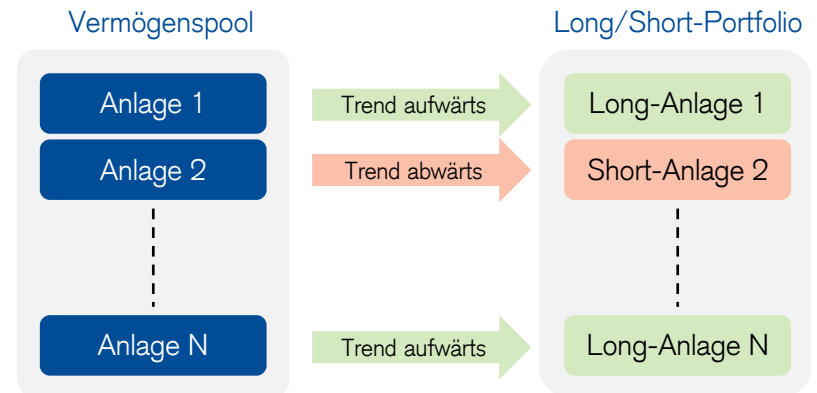 Vermögenspool
Long/Short-Portfolio
Anlage 1
Trend aufwärts
Long-Anlage 1
Anlage 2
Trend abwärts
Short-Anlage 2
Anlage N
Trend aufwärts
Long-Anlage N